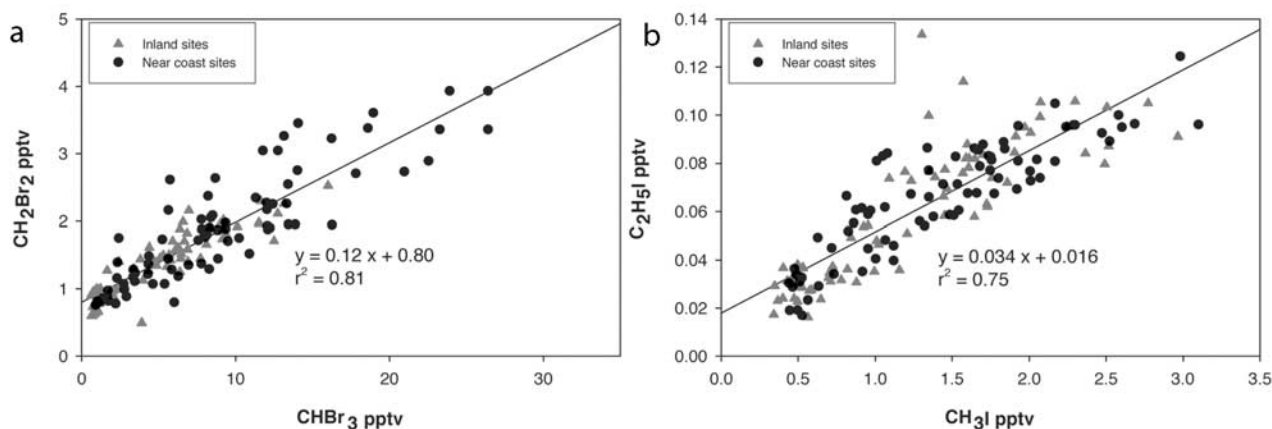 a
CH2Br2 pptv
5
4
3
2
1
0
Inland sites
Near coast sites
y = 0.12 x + 0.80
r2 = 0.81
0 10 20 30
CHBr3 pptv
b
C2H5I pptv
0.14
0.12
0.10
0.08
0.06
0.04
0.02
0.00
Inland sites
Near coast sites
y = 0.034 x + 0.016
r2 = 0.75
0.0 0.5 1.0 1.5 2.0 2.5 3.0 3.5
CH3I pptv